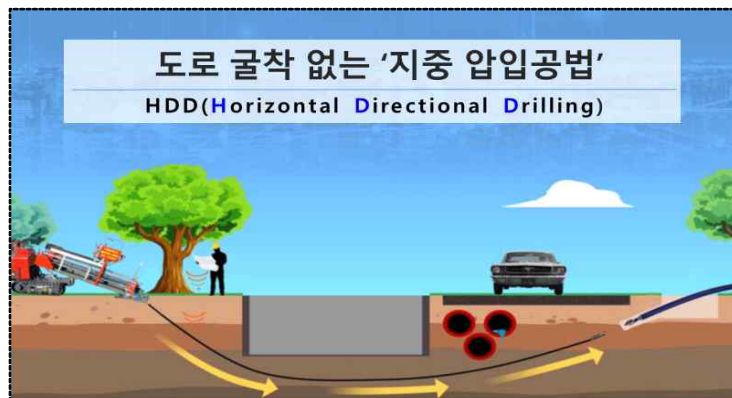 도로 굴착 없는 ‘지중 압입공법’
HDD(Horizontal Directional Drilling)